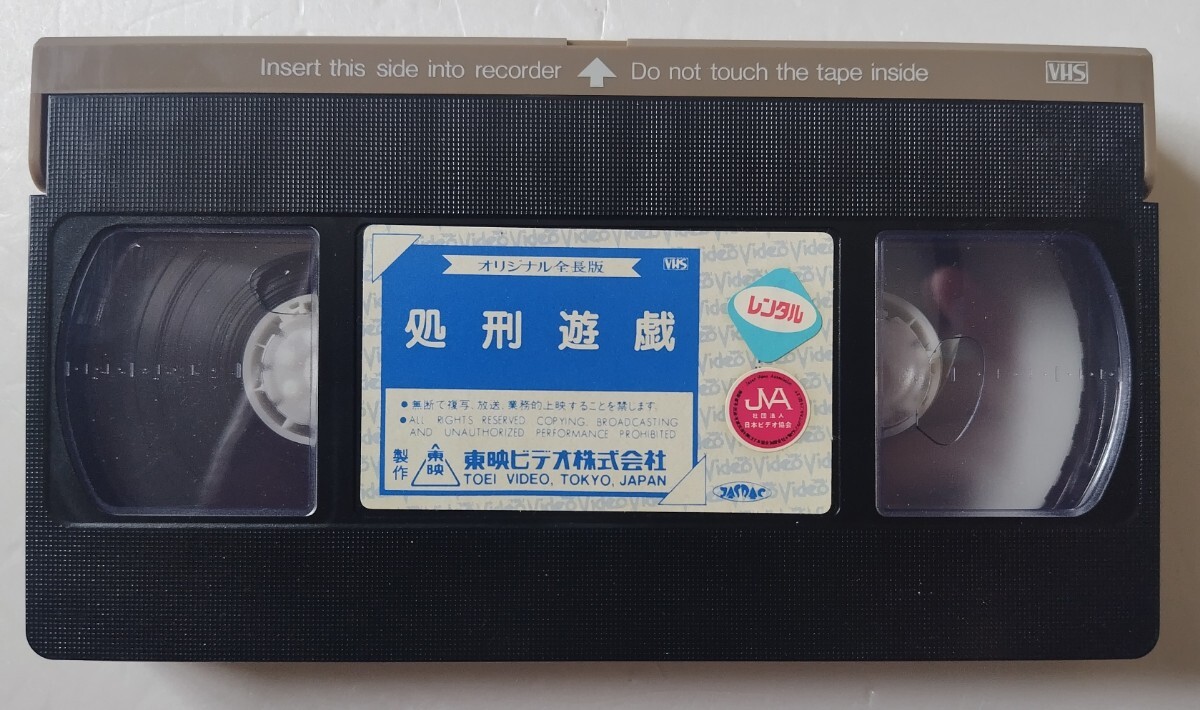 Insert this side into recorder Do not touch the tape inside VHS
オリジナル全長版 VHS
処刑遊戯
レンタル
●無断で複写、放送、業務的上映することを禁じます.
●ALL RIGHTS RESERVED COPYING, BROADCASTING
AND UNAUTHORIZED PERFORMANCE PROHIBITED
JVA
社団法人
日本ビデオ協会
製作 東映 東映ビデオ株式会社
TOEI VIDEO, TOKYO, JAPAN
JASRAC